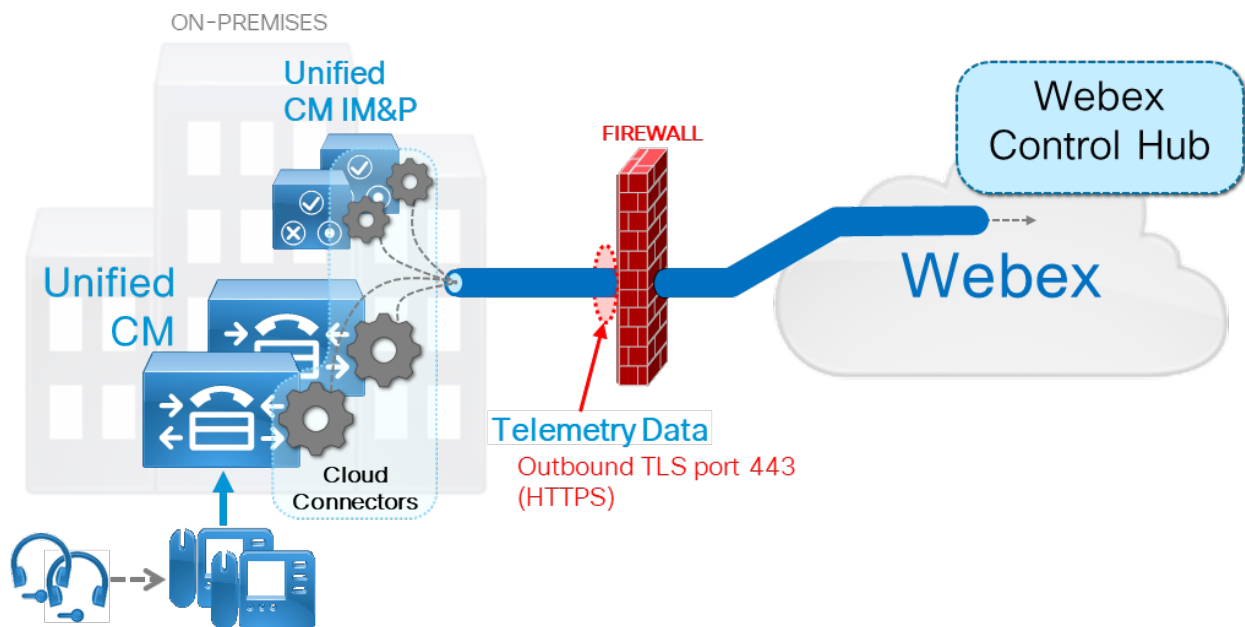 ON-PREMISES
Unified
CM IM&P
FIREWALL
Webex
Control Hub
Unified
CM
Webex
Telemetry Data
Outbound TLS port 443
(HTTPS)
Cloud
Connectors